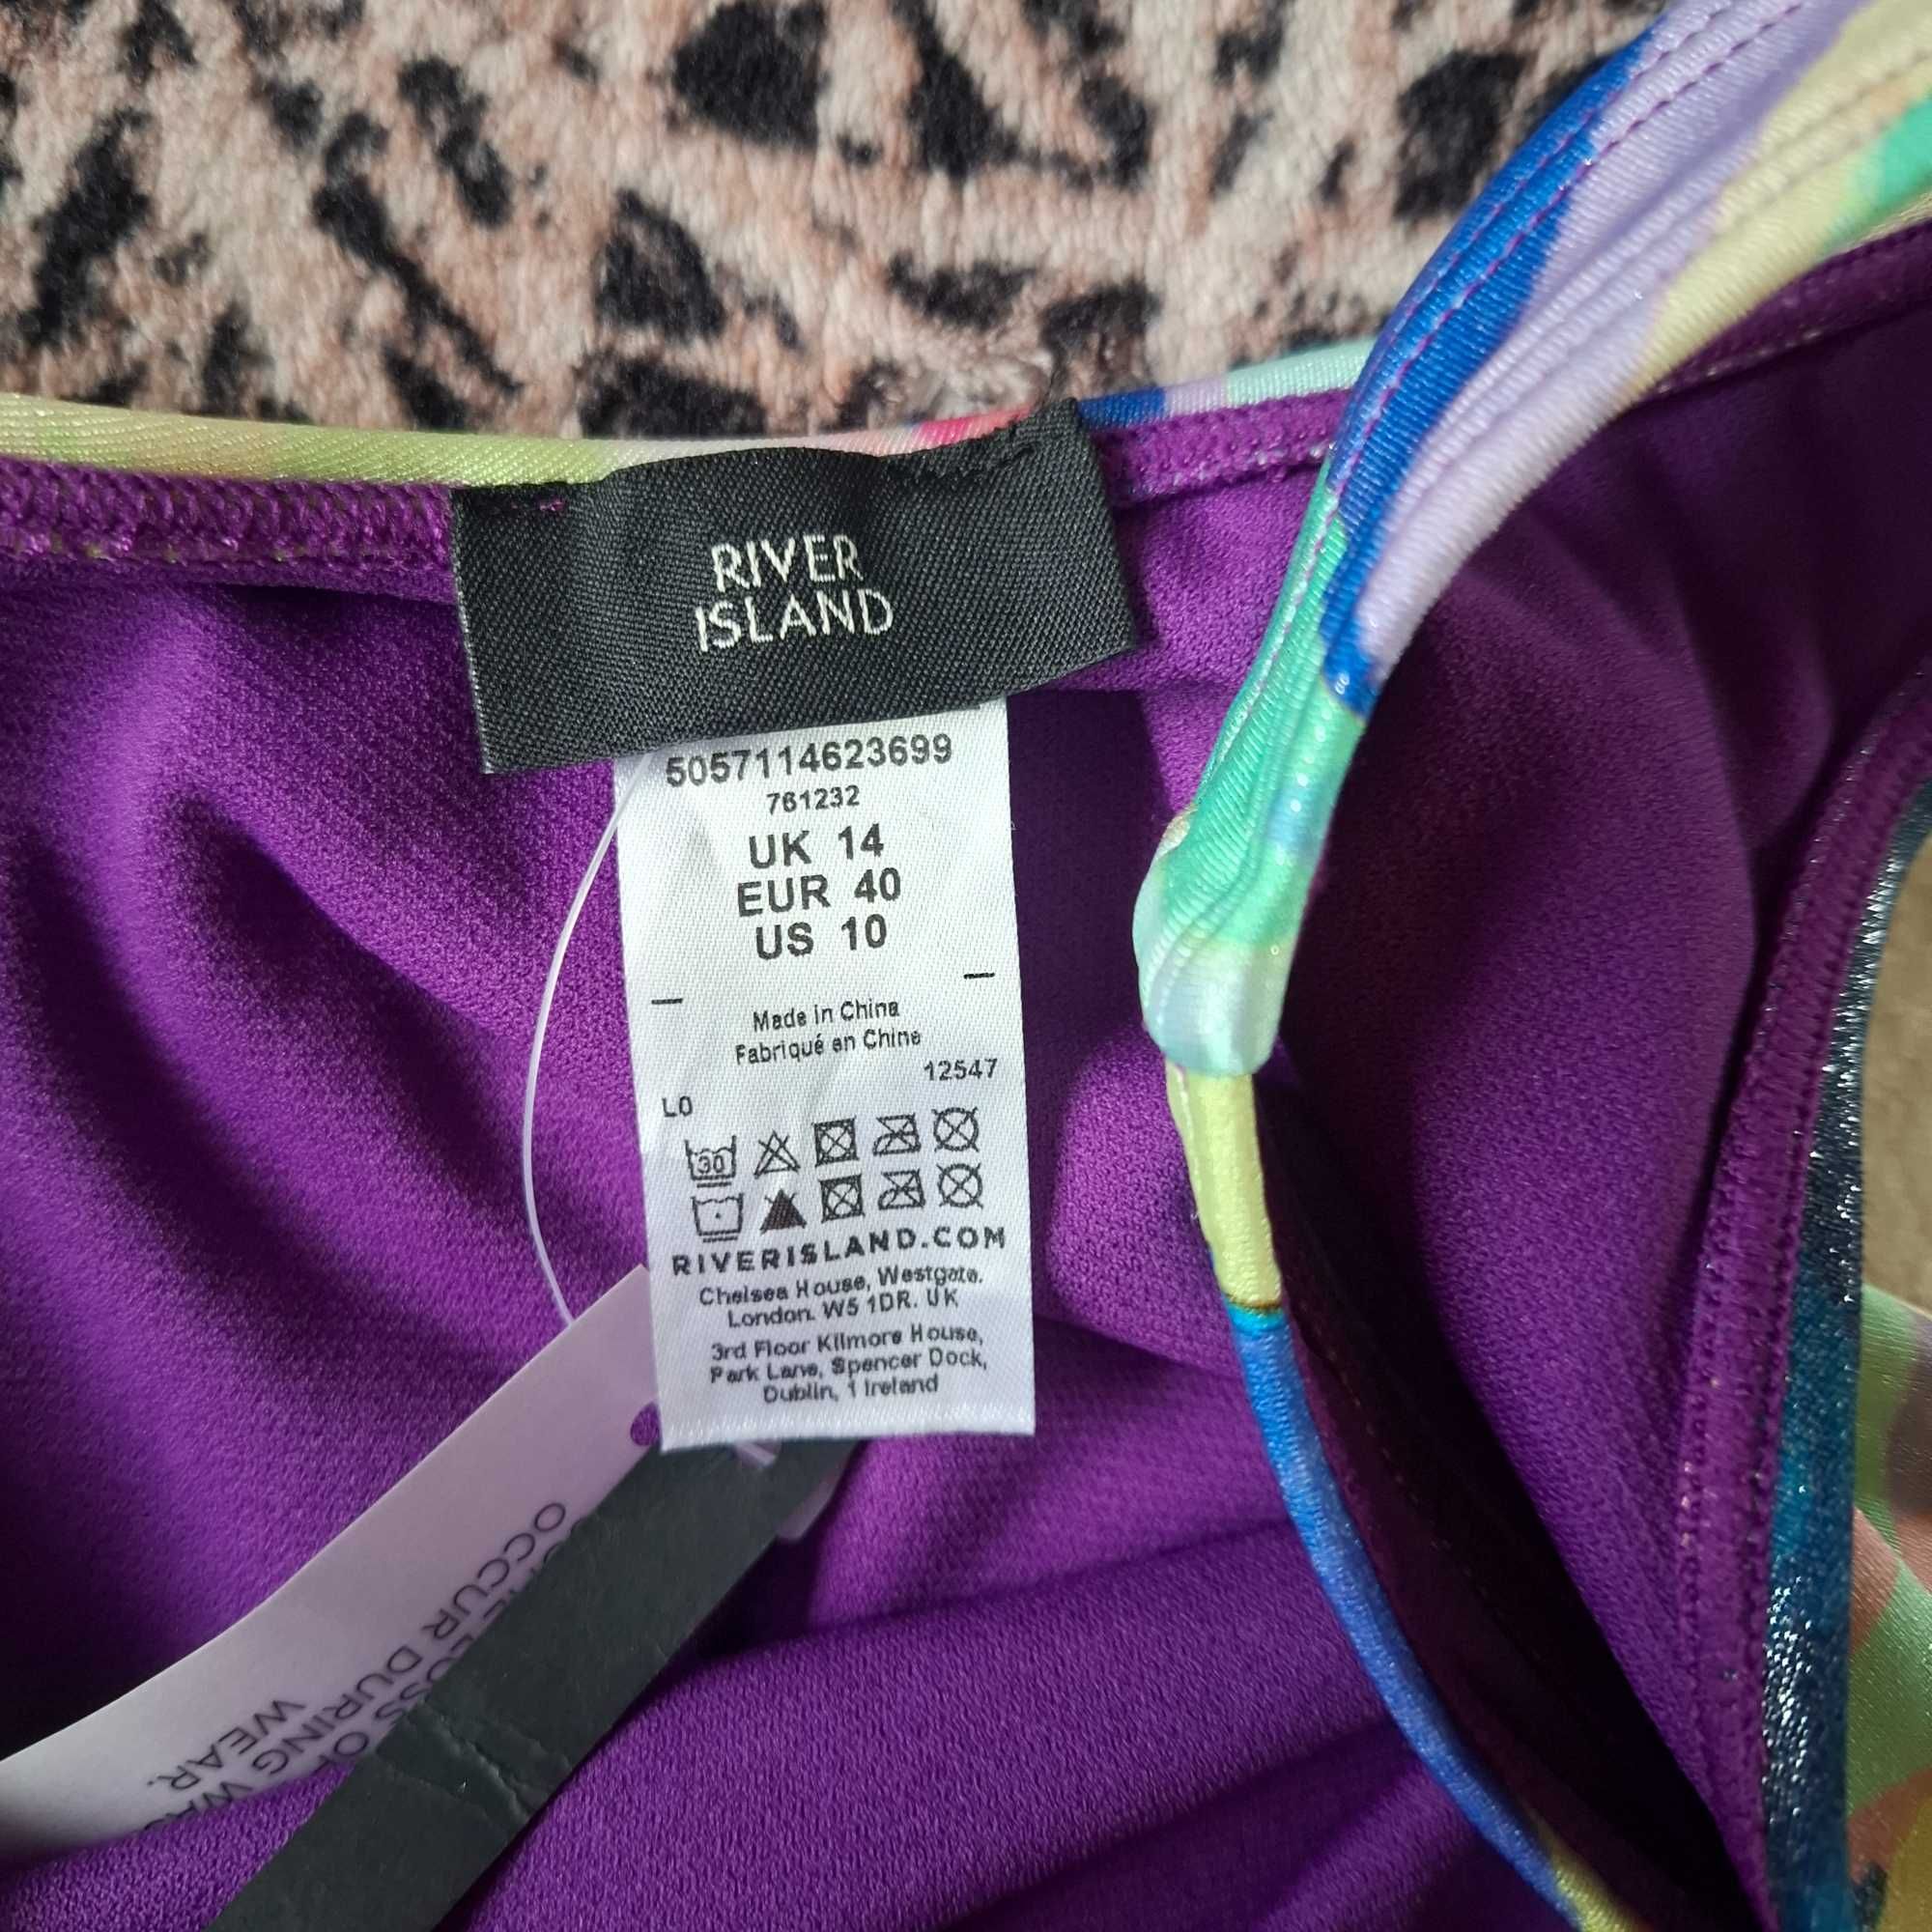 RIVER
ISLAND
5057114623699
761232
UK 14
EUR 40
US 10
Made in China
Fabriqué en Chine
12547
L0
30
RIVERISLAND.COM
Chelsea House, Westgate,
London. W5 1DR. UK
3rd Floor Kilmore House,
Park Lane, Spencer Dock,
Dublin, 1 Ireland
LOSS OF
OCCUR DURING
WEAR.